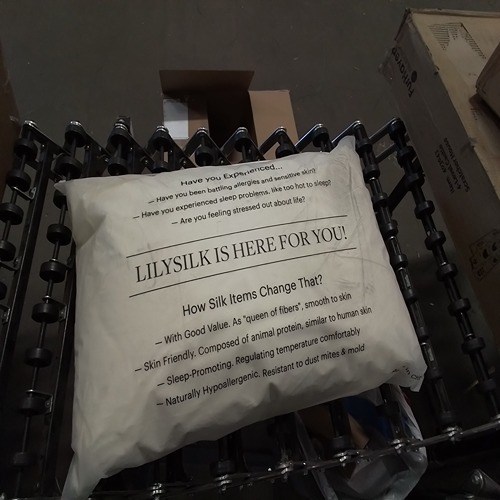 Have You Experienced...
– Have you been battling allergies and sensitive skin?
– Have you experienced sleep problems, like too hot to sleep?
– Are you feeling stressed out about life?
LILYSILK IS HERE FOR YOU!
How Silk Items Change That?
– With Good Value. As "queen of fibers", smooth to skin
– Skin Friendly. Composed of animal protein, similar to human skin
– Sleep-Promoting. Regulating temperature comfortably
– Naturally Hypoallergenic. Resistant to dust mites & mold